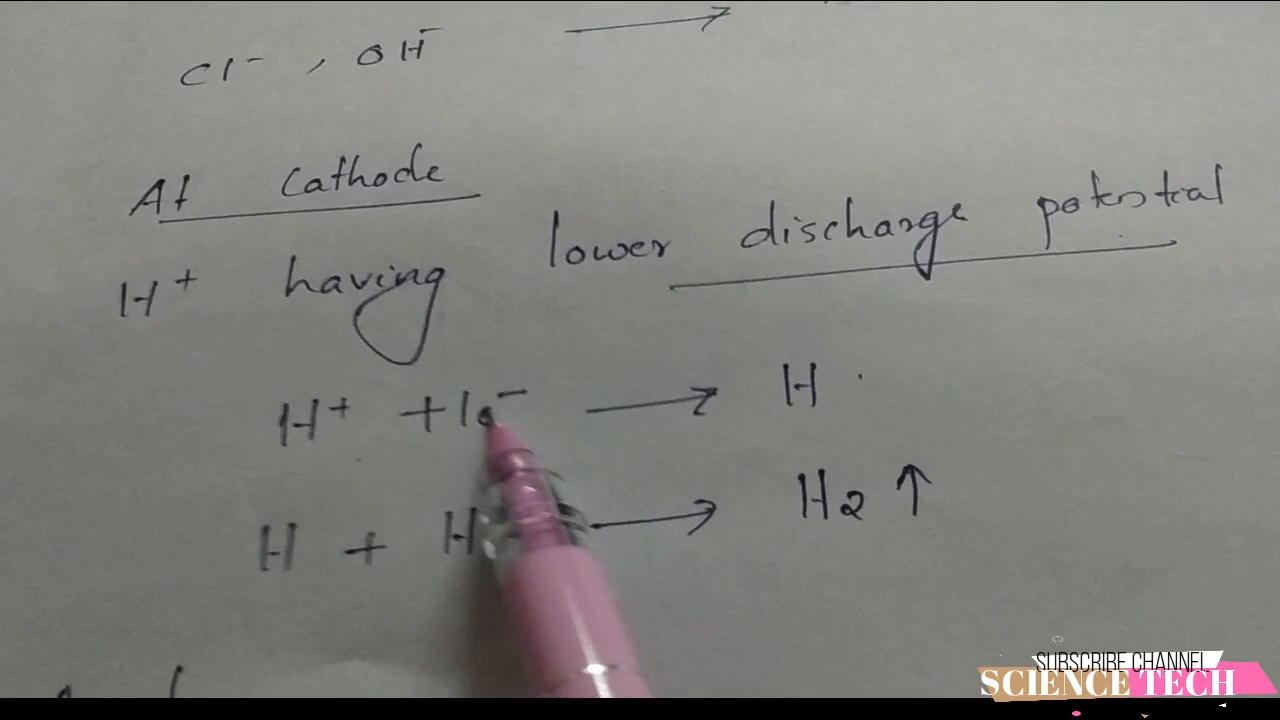 Cl⁻ , OH⁻ →
At Cathode
H⁺ having lower discharge potential
H⁺ + 1e⁻ → H
H + H → H₂ ↑
SUBSCRIBE CHANNEL
SCIENCE TECH